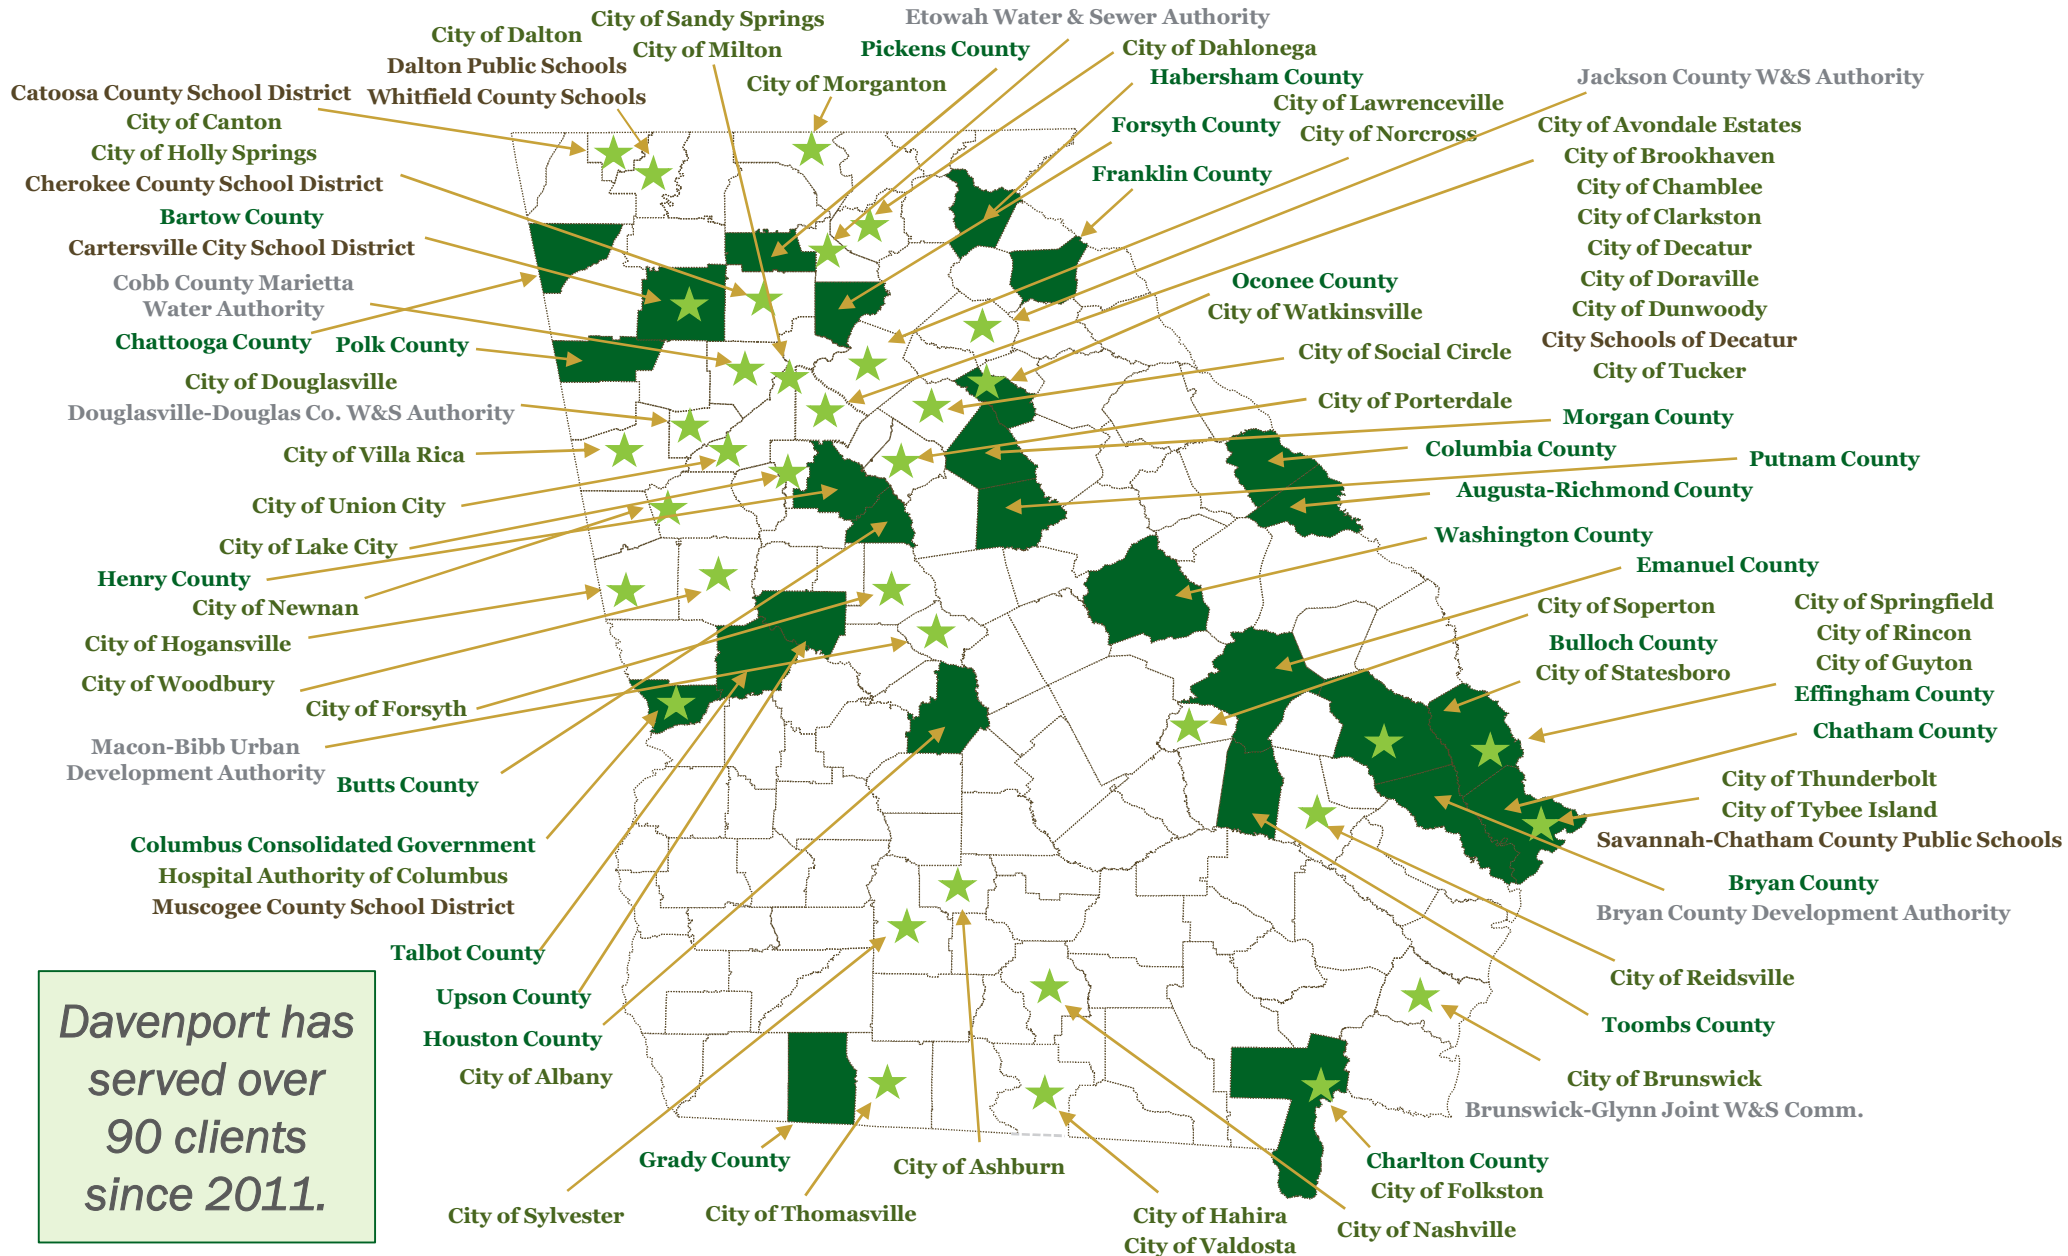 City of Sandy Springs
City of Milton
Etowah Water & Sewer Authority
City of Dalton
Dalton Public Schools
Whitfield County Schools
Pickens County
City of Dahlonega
City of Morganton
Habersham County
Jackson County W&S Authority
Catoosa County School District
City of Canton
City of Holly Springs
Cherokee County School District
City of Lawrenceville
City of Norcross
Forsyth County
Franklin County
City of Avondale Estates
City of Brookhaven
City of Chamblee
City of Clarkston
City of Decatur
City of Doraville
City of Dunwoody
City Schools of Decatur
City of Tucker
Bartow County
Cartersville City School District
Cobb County Marietta
Water Authority
Chattooga County
Polk County
Oconee County
City of Watkinsville
City of Social Circle
City of Douglasville
Douglasville-Douglas Co. W&S Authority
City of Porterdale
Morgan County
City of Villa Rica
Columbia County
Putnam County
City of Union City
Augusta-Richmond County
City of Lake City
Washington County
Henry County
City of Newnan
Emanuel County
City of Hogansville
City of Soperton
Bulloch County
City of Statesboro
City of Springfield
City of Rincon
City of Guyton
Effingham County
City of Woodbury
City of Forsyth
Macon-Bibb Urban
Development Authority
Butts County
Chatham County
City of Thunderbolt
City of Tybee Island
Savannah-Chatham County Public Schools
Columbus Consolidated Government
Hospital Authority of Columbus
Muscogee County School District
Bryan County
Bryan County Development Authority
Talbot County
City of Reidsville
Upson County
Toombs County
Houston County
City of Albany
City of Brunswick
Brunswick-Glynn Joint W&S Comm.
Davenport has
served over
90 clients
since 2011.
Grady County
City of Ashburn
Charlton County
City of Folkston
City of Sylvester
City of Thomasville
City of Hahira
City of Valdosta
City of Nashville